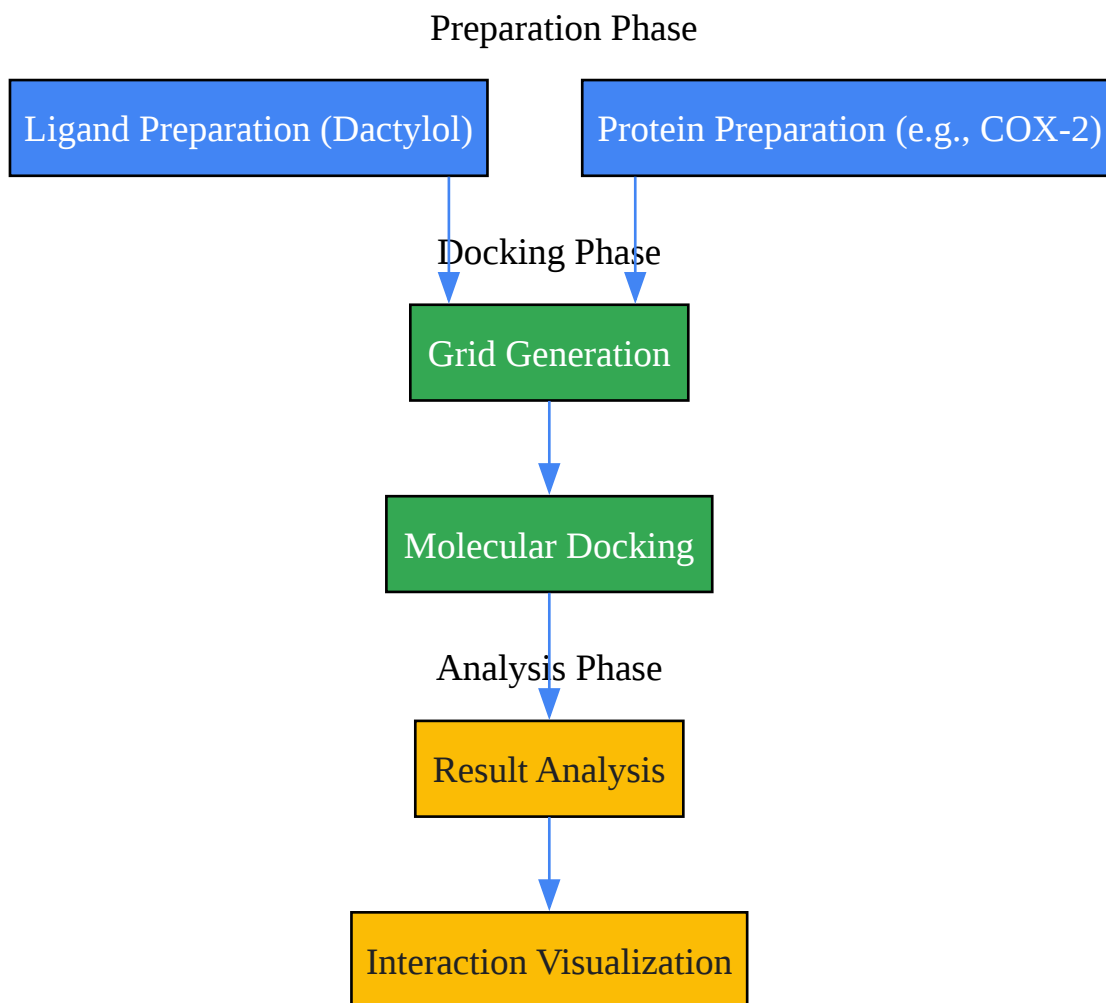 Preparation Phase
Ligand Preparation (Dactylol)
Protein Preparation (e.g., COX-2)
Docking Phase
Grid Generation
Molecular Docking
Analysis Phase
Result Analysis
Interaction Visualization